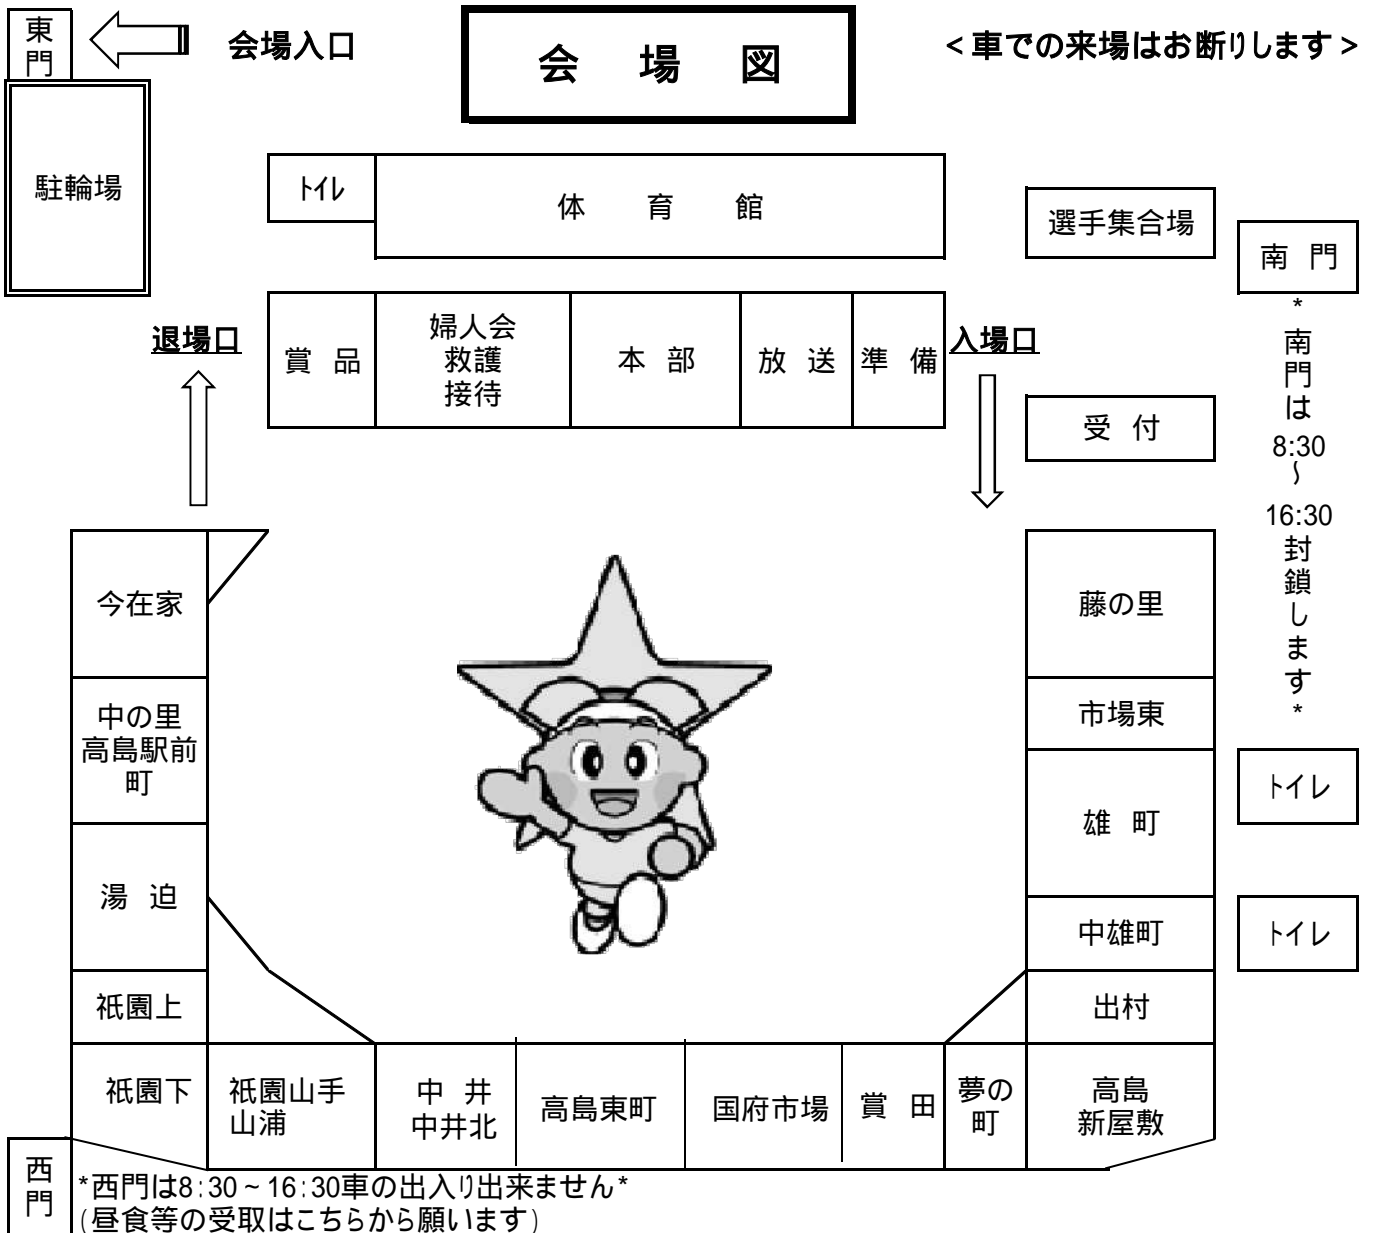 東門
会場入口
会 場 図
<車での来場はお断りします>
駐輪場
トイレ
体 育 館
選手集合場
南 門
*南門は8:30～16:30封鎖します*
退場口
賞 品
婦人会
救護
接待
本 部
放 送
準 備
入場口
受 付
今在家
中の里
高島駅前
町
湯 迫
祇園上
藤の里
市場東
雄 町
中雄町
出村
トイレ
トイレ
祇園下
祇園山手
山浦
中 井
中井北
高島東町
国府市場
賞 田
夢の
町
高島
新屋敷
西門
*西門は8:30～16:30車の出入り出来ません*
(昼食等の受取はこちらから願います)